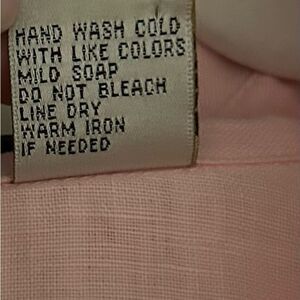 HAND WASH COLD
WITH LIKE COLORS
MILD SOAP
DO NOT BLEACH
LINE DRY
WARM IRON
IF NEEDED